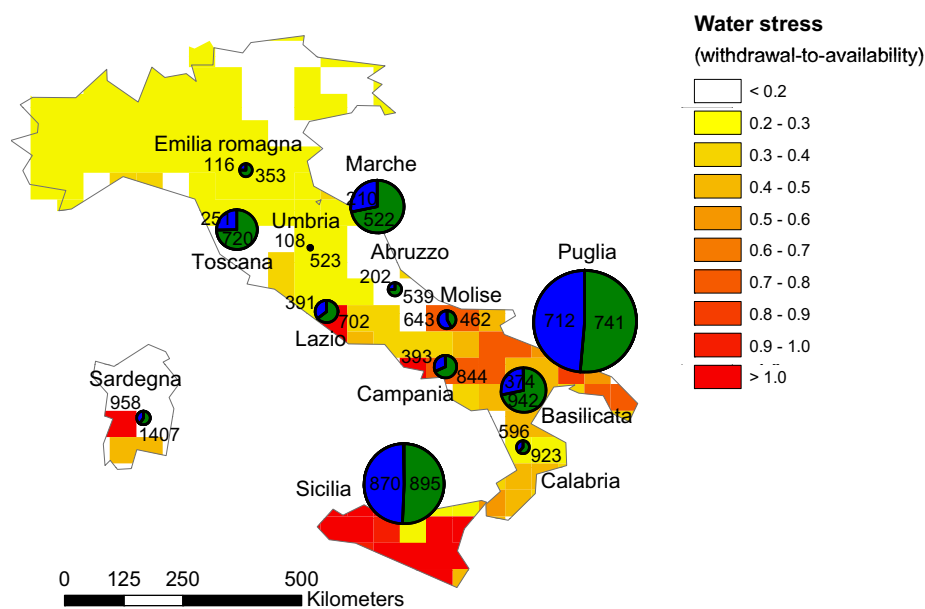 Water stress
(withdrawal-to-availability)
< 0.2
0.2 - 0.3
0.3 - 0.4
0.4 - 0.5
0.5 - 0.6
0.6 - 0.7
0.7 - 0.8
0.8 - 0.9
0.9 - 1.0
> 1.0
Emilia romagna
116
353
Marche
210
522
251
720
Toscana
Umbria
108
523
Abruzzo
202
539
Puglia
712
741
Molise
643
462
391
702
Lazio
393
844
Campania
374
942
Basilicata
Sardegna
958
1407
596
923
Calabria
Sicilia
870
895
0 125 250 500
Kilometers